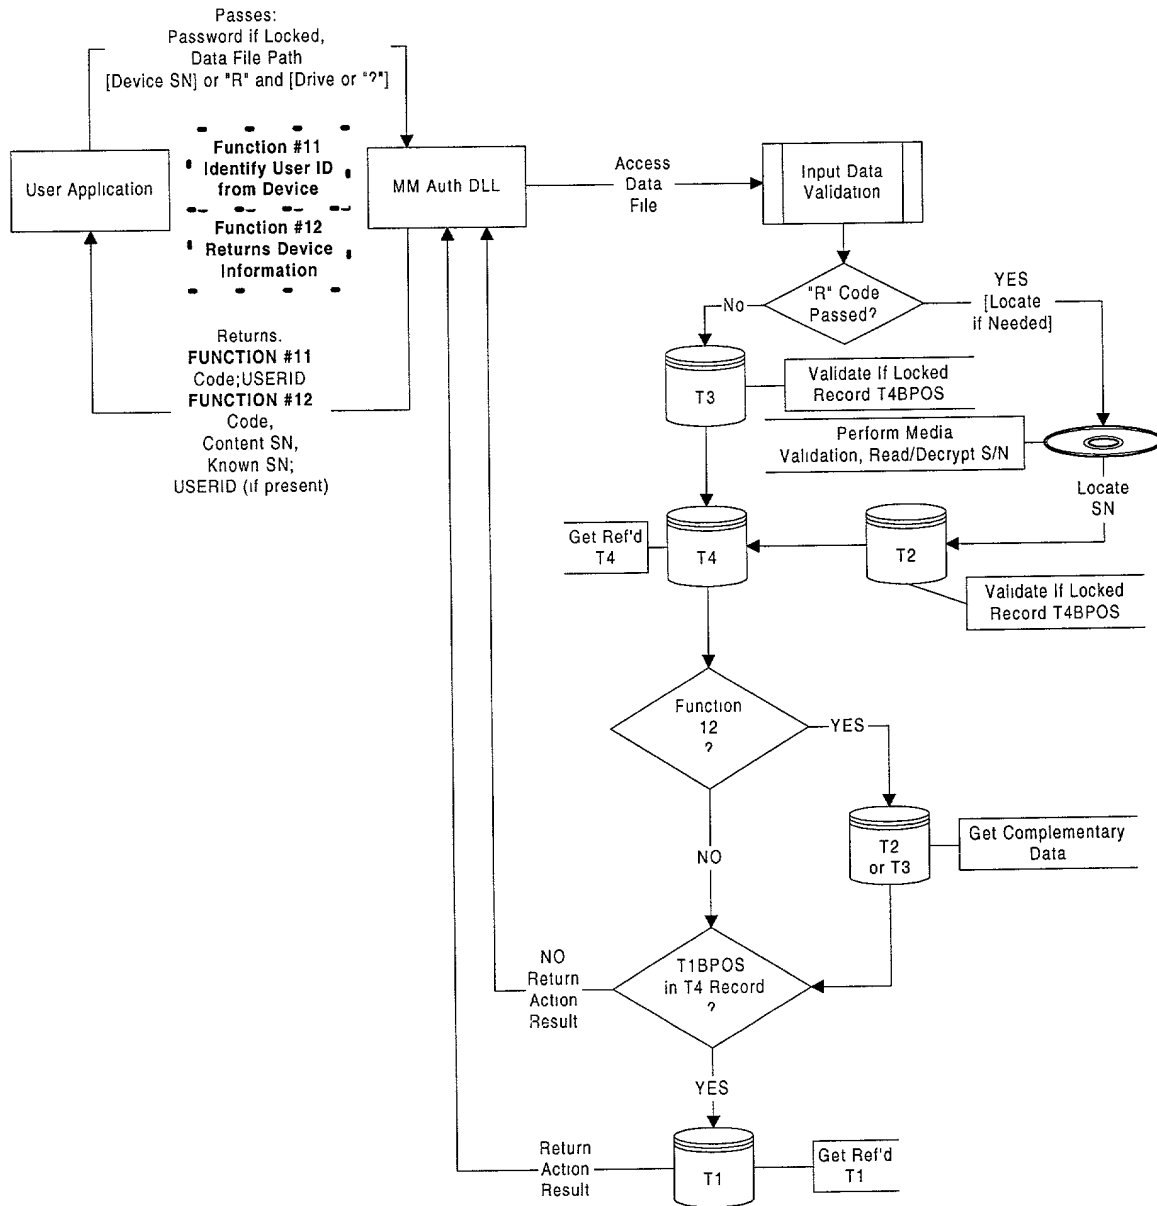 Passes:
Password if Locked,
Data File Path
[Device SN] or "R" and [Drive or "?"]
Function #11
Identify User ID
from Device
Function #12
Returns Device
Information
User Application
MM Auth DLL
Access
Data
File
Input Data
Validation
"R" Code
Passed?
No
YES
[Locate
if Needed]
Returns.
FUNCTION #11
Code;USERID
FUNCTION #12
Code,
Content SN,
Known SN;
USERID (if present)
T3
Validate If Locked
Record T4BPOS
Perform Media
Validation, Read/Decrypt S/N
Locate
SN
Get Ref'd
T4
T4
T2
Validate If Locked
Record T4BPOS
Function
12
?
YES
NO
T2
or T3
Get Complementary
Data
T1BPOS
in T4 Record
?
NO
Return
Action
Result
YES
Return
Action
Result
T1
Get Ref'd
T1